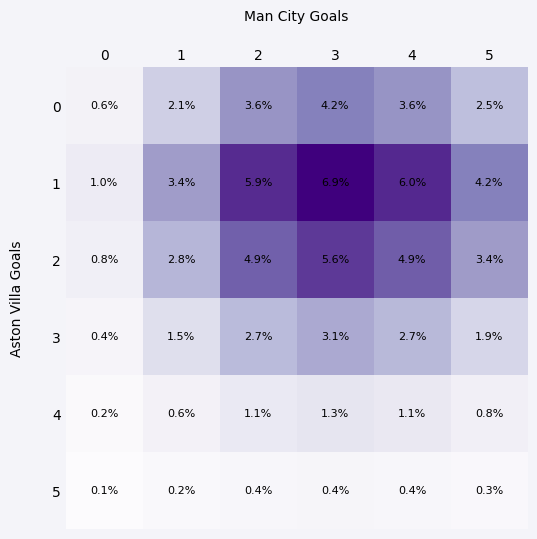 Man City Goals
0 1 2 3 4 5
0 0.6% 2.1% 3.6% 4.2% 3.6% 2.5%
1 1.0% 3.4% 5.9% 6.9% 6.0% 4.2%
2 0.8% 2.8% 4.9% 5.6% 4.9% 3.4%
3 0.4% 1.5% 2.7% 3.1% 2.7% 1.9%
4 0.2% 0.6% 1.1% 1.3% 1.1% 0.8%
5 0.1% 0.2% 0.4% 0.4% 0.4% 0.3%
Aston Villa Goals